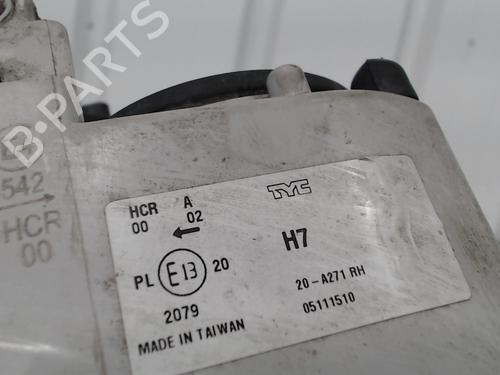 B-PARTS
542
HCR
00
TYC
HCR A
00 02
←
H7
PL E13 20
20-A271 RH
2079
05111510
MADE IN TAIWAN